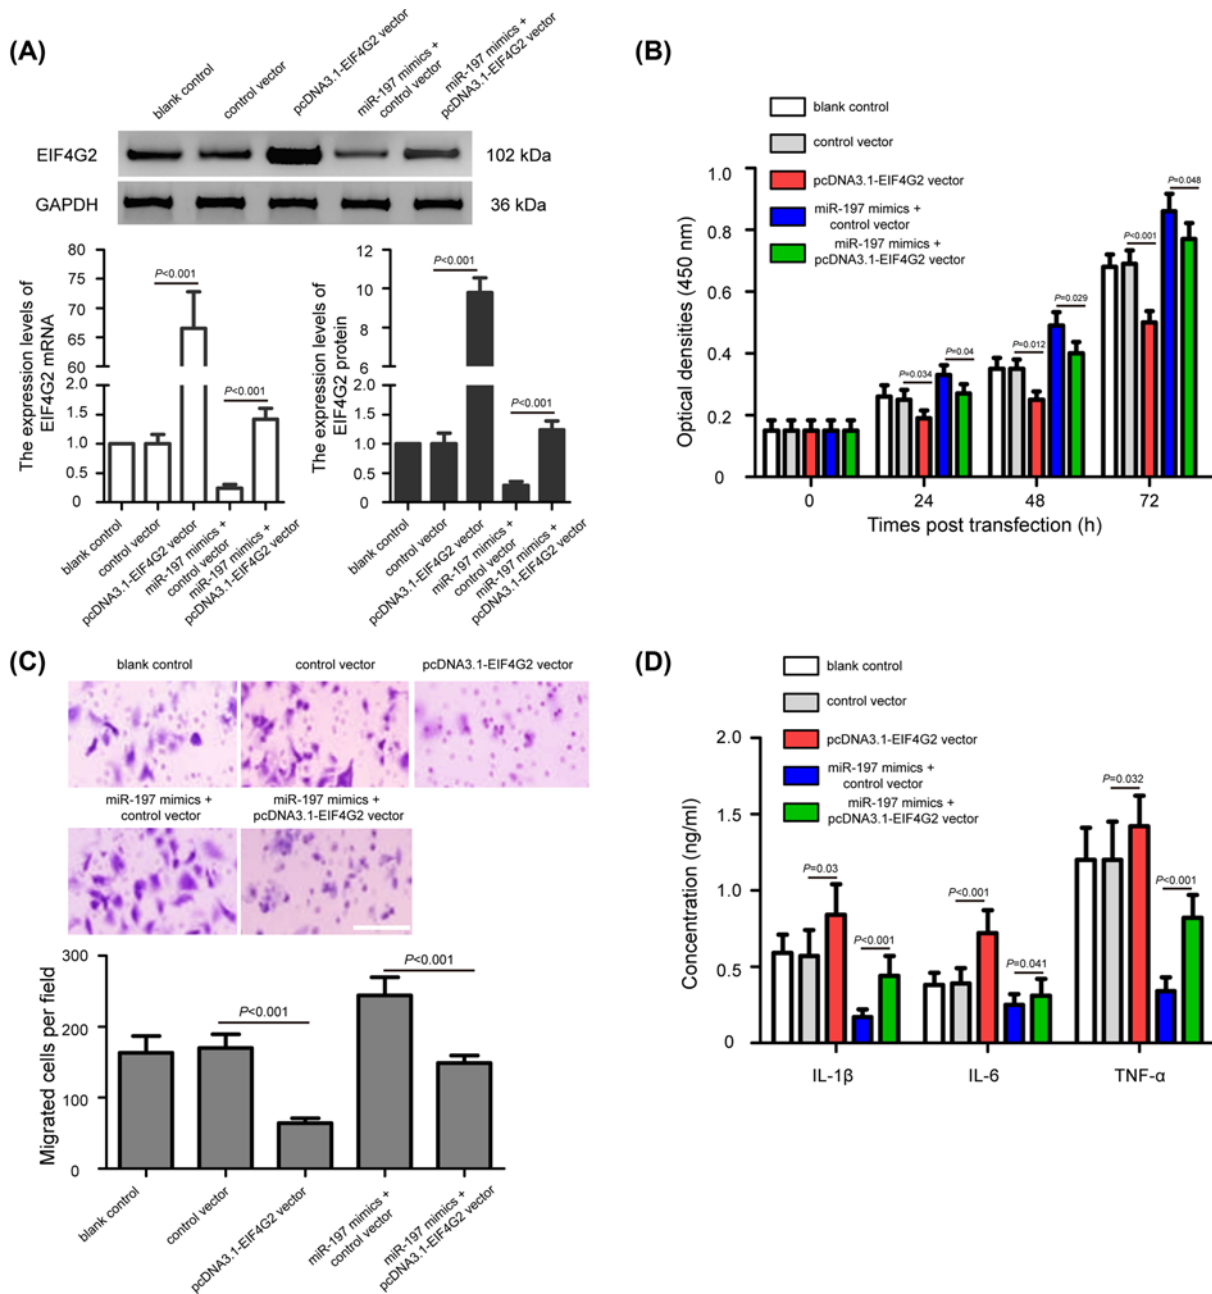 (A)
blank control
control vector
pcDNA3.1-EIF4G2 vector
miR-197 mimics +
control vector
miR-197 mimics +
pcDNA3.1-EIF4G2 vector
EIF4G2
102 kDa
GAPDH
36 kDa
The expression levels of
EIF4G2 mRNA
80
75
70
65
60
2.0
1.5
1.0
0.5
0
P<0.001
P<0.001
blank control
control vector
pcDNA3.1-EIF4G2 vector
miR-197 mimics +
control vector
miR-197 mimics +
pcDNA3.1-EIF4G2 vector
The expression levels of
EIF4G2 protein
12
10
8
6
2.0
1.5
1.0
0.5
0
P<0.001
P<0.001
blank control
control vector
pcDNA3.1-EIF4G2 vector
miR-197 mimics +
control vector
miR-197 mimics +
pcDNA3.1-EIF4G2 vector
(B)
blank control
control vector
pcDNA3.1-EIF4G2 vector
miR-197 mimics +
control vector
miR-197 mimics +
pcDNA3.1-EIF4G2 vector
Optical densities (450 nm)
1.0
0.8
0.6
0.4
0.2
0
P=0.034
P=0.04
P=0.012
P=0.029
P<0.001
P=0.048
0
24
48
72
Times post transfection (h)
(C)
blank control
control vector
pcDNA3.1-EIF4G2 vector
miR-197 mimics +
control vector
miR-197 mimics +
pcDNA3.1-EIF4G2 vector
Migrated cells per field
300
200
100
0
P<0.001
P<0.001
blank control
control vector
pcDNA3.1-EIF4G2 vector
miR-197 mimics +
control vector
miR-197 mimics +
pcDNA3.1-EIF4G2 vector
(D)
blank control
control vector
pcDNA3.1-EIF4G2 vector
miR-197 mimics +
control vector
miR-197 mimics +
pcDNA3.1-EIF4G2 vector
Concentration (ng/ml)
2.0
1.5
1.0
0.5
0
P=0.03
P<0.001
P<0.001
P=0.041
P=0.032
P<0.001
IL-1β
IL-6
TNF-α